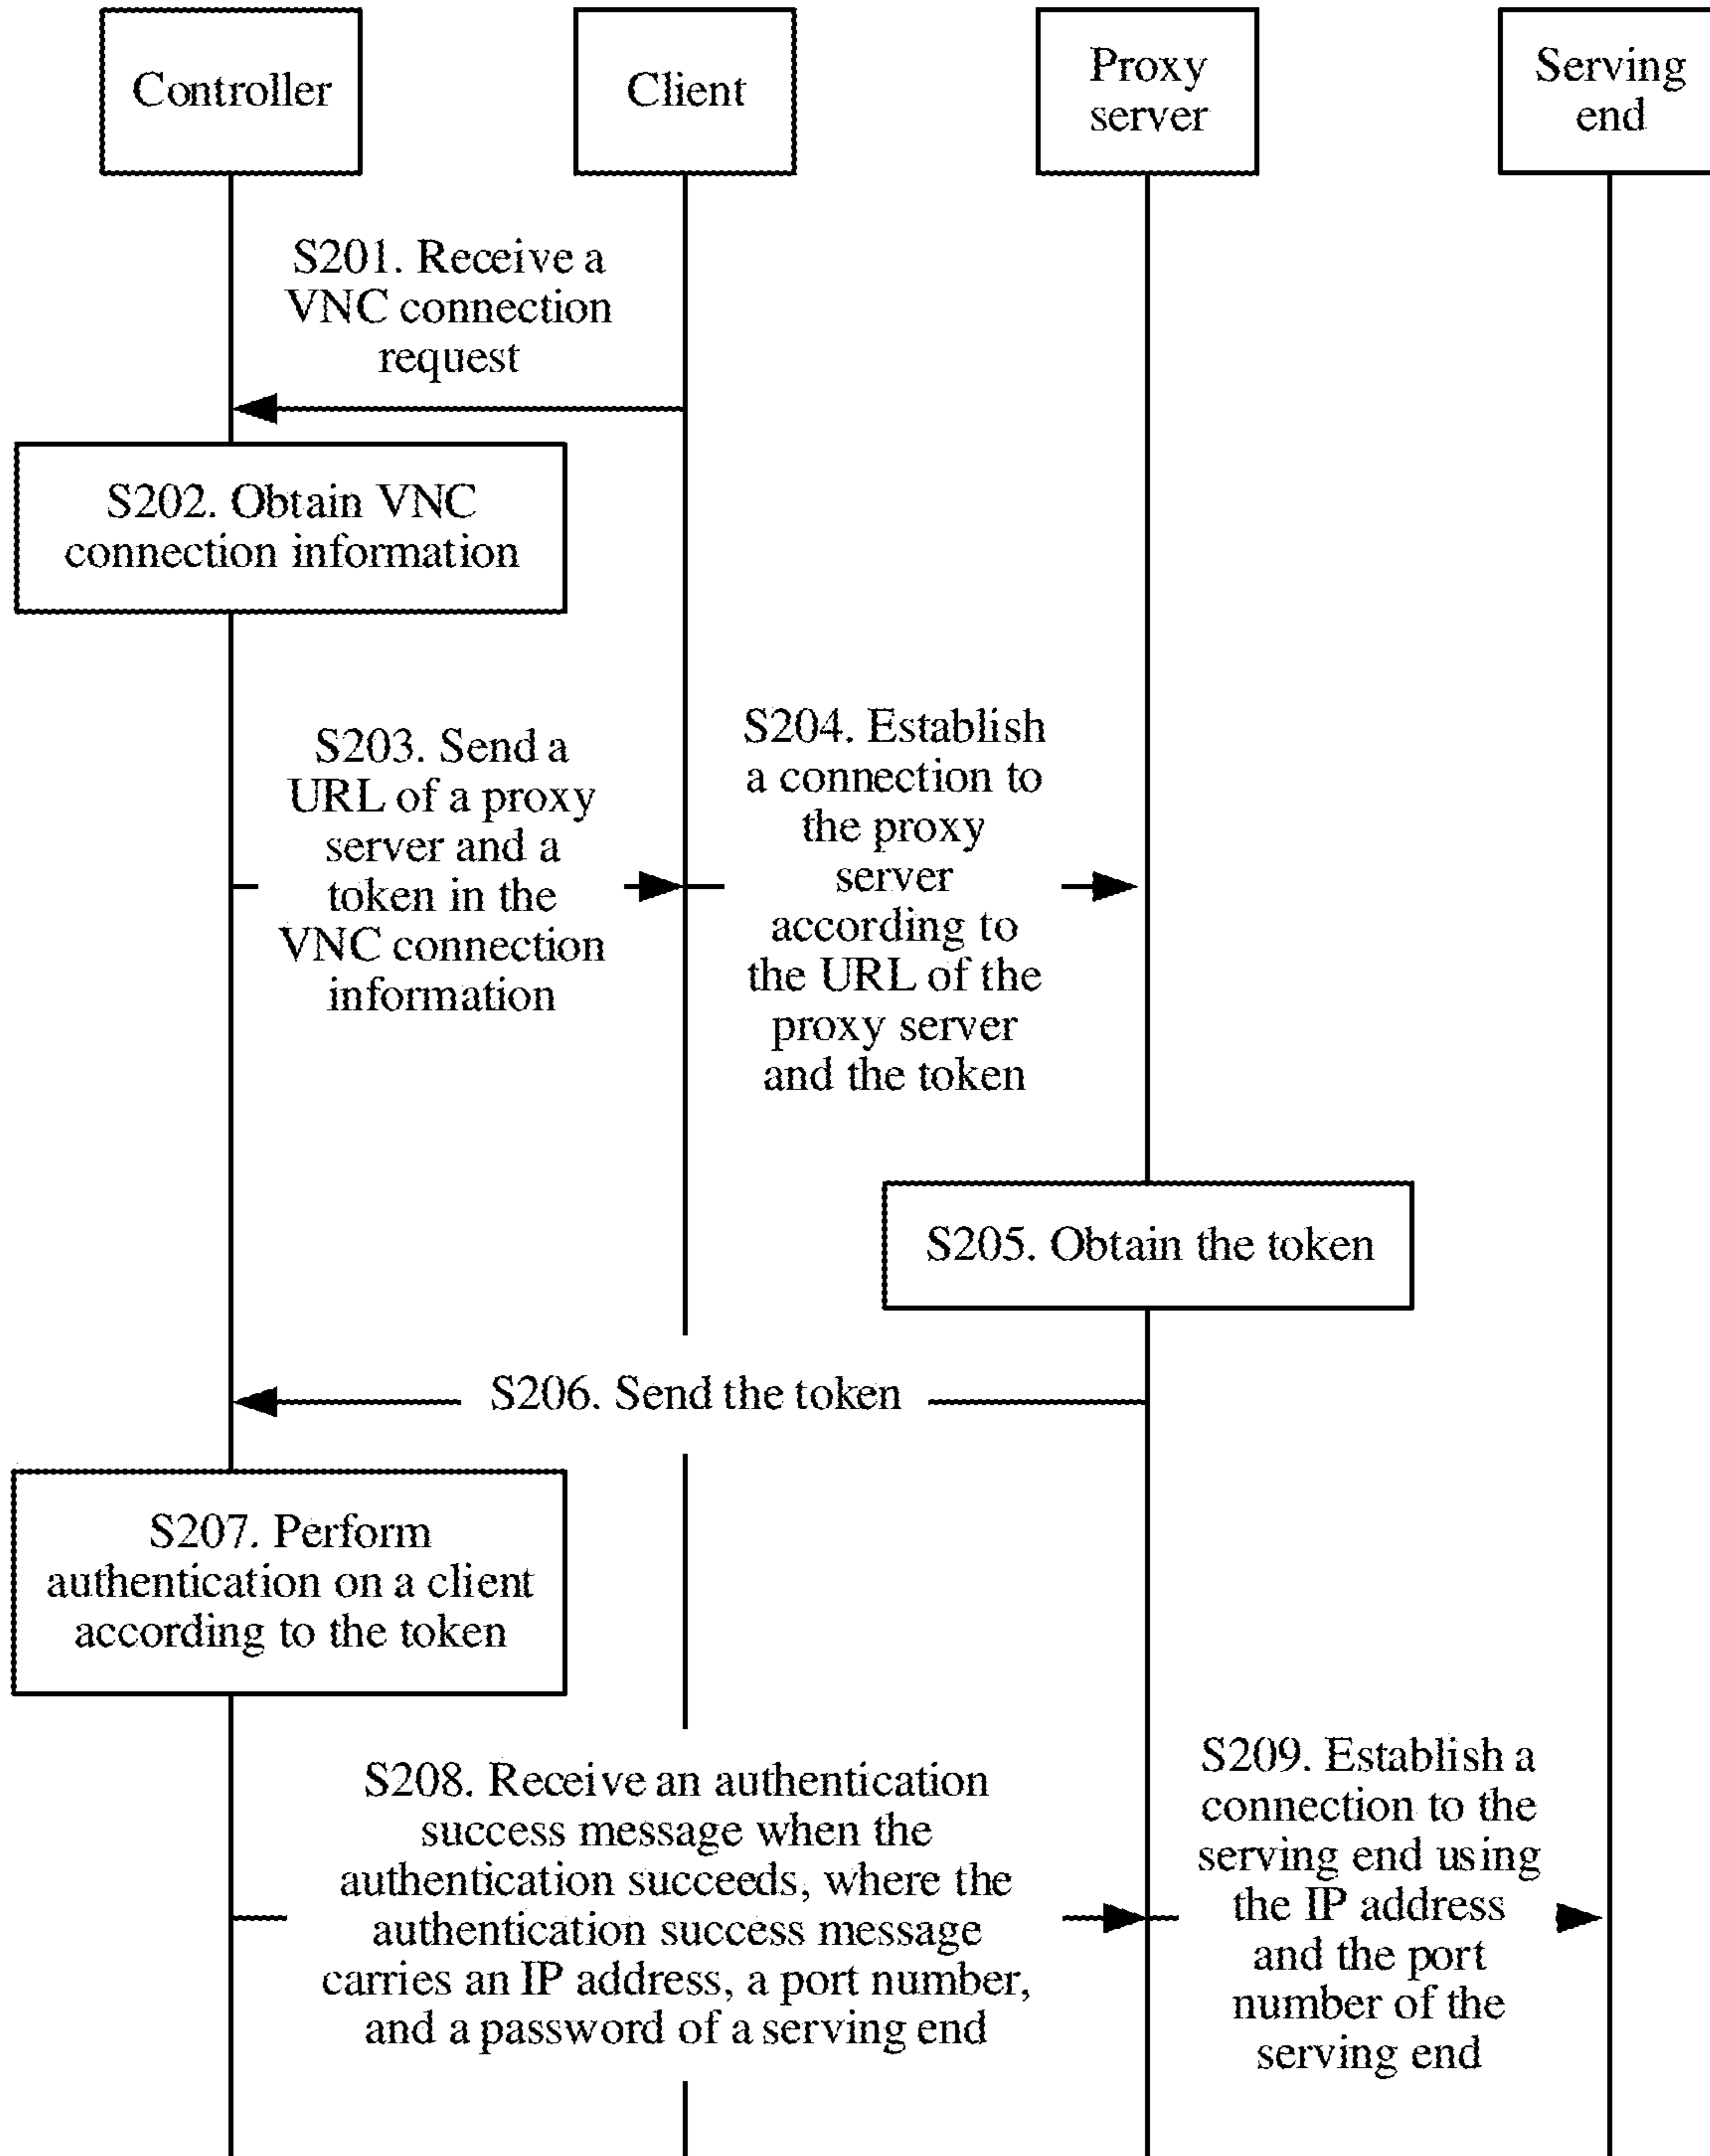 Controller
Client
Proxy
server
Serving
end
S201. Receive a
VNC connection
request
S202. Obtain VNC
connection information
S203. Send a
URL of a proxy
server and a
token in the
VNC connection
information
S204. Establish
a connection to
the proxy
server
according to
the URL of the
proxy server
and the token
S205. Obtain the token
S206. Send the token
S207. Perform
authentication on a client
according to the token
S208. Receive an authentication
success message when the
authentication succeeds, where the
authentication success message
carries an IP address, a port number,
and a password of a serving end
S209. Establish a
connection to the
serving end using
the IP address
and the port
number of the
serving end